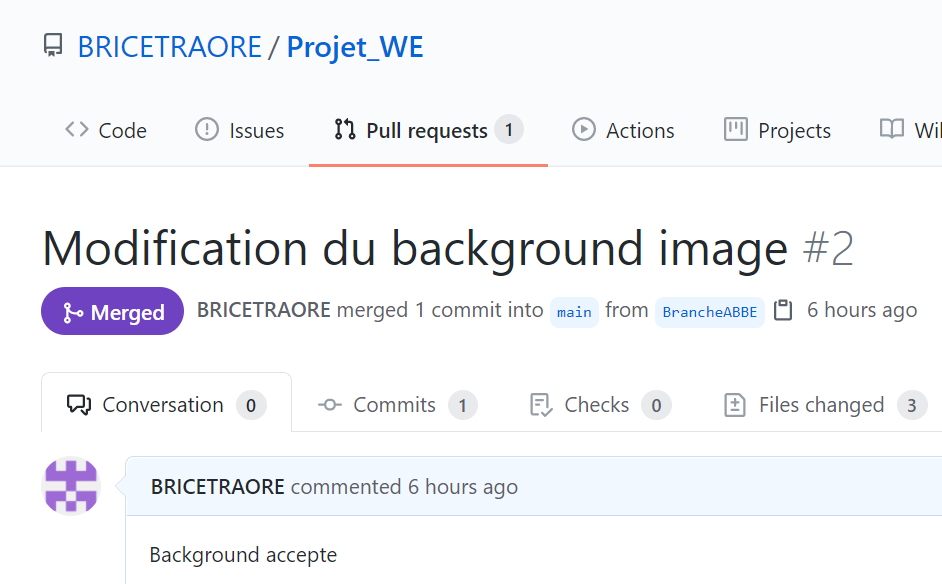 BRICETRAORE / Projet_WE
Code Issues Pull requests 1 Actions Projects
Modification du background image #2
Merged BRICETRAORE merged 1 commit into main from BrancheABBE 6 hours ago
Conversation 0 Commits 1 Checks 0 Files changed 3
BRICETRAORE commented 6 hours ago
Background accepte